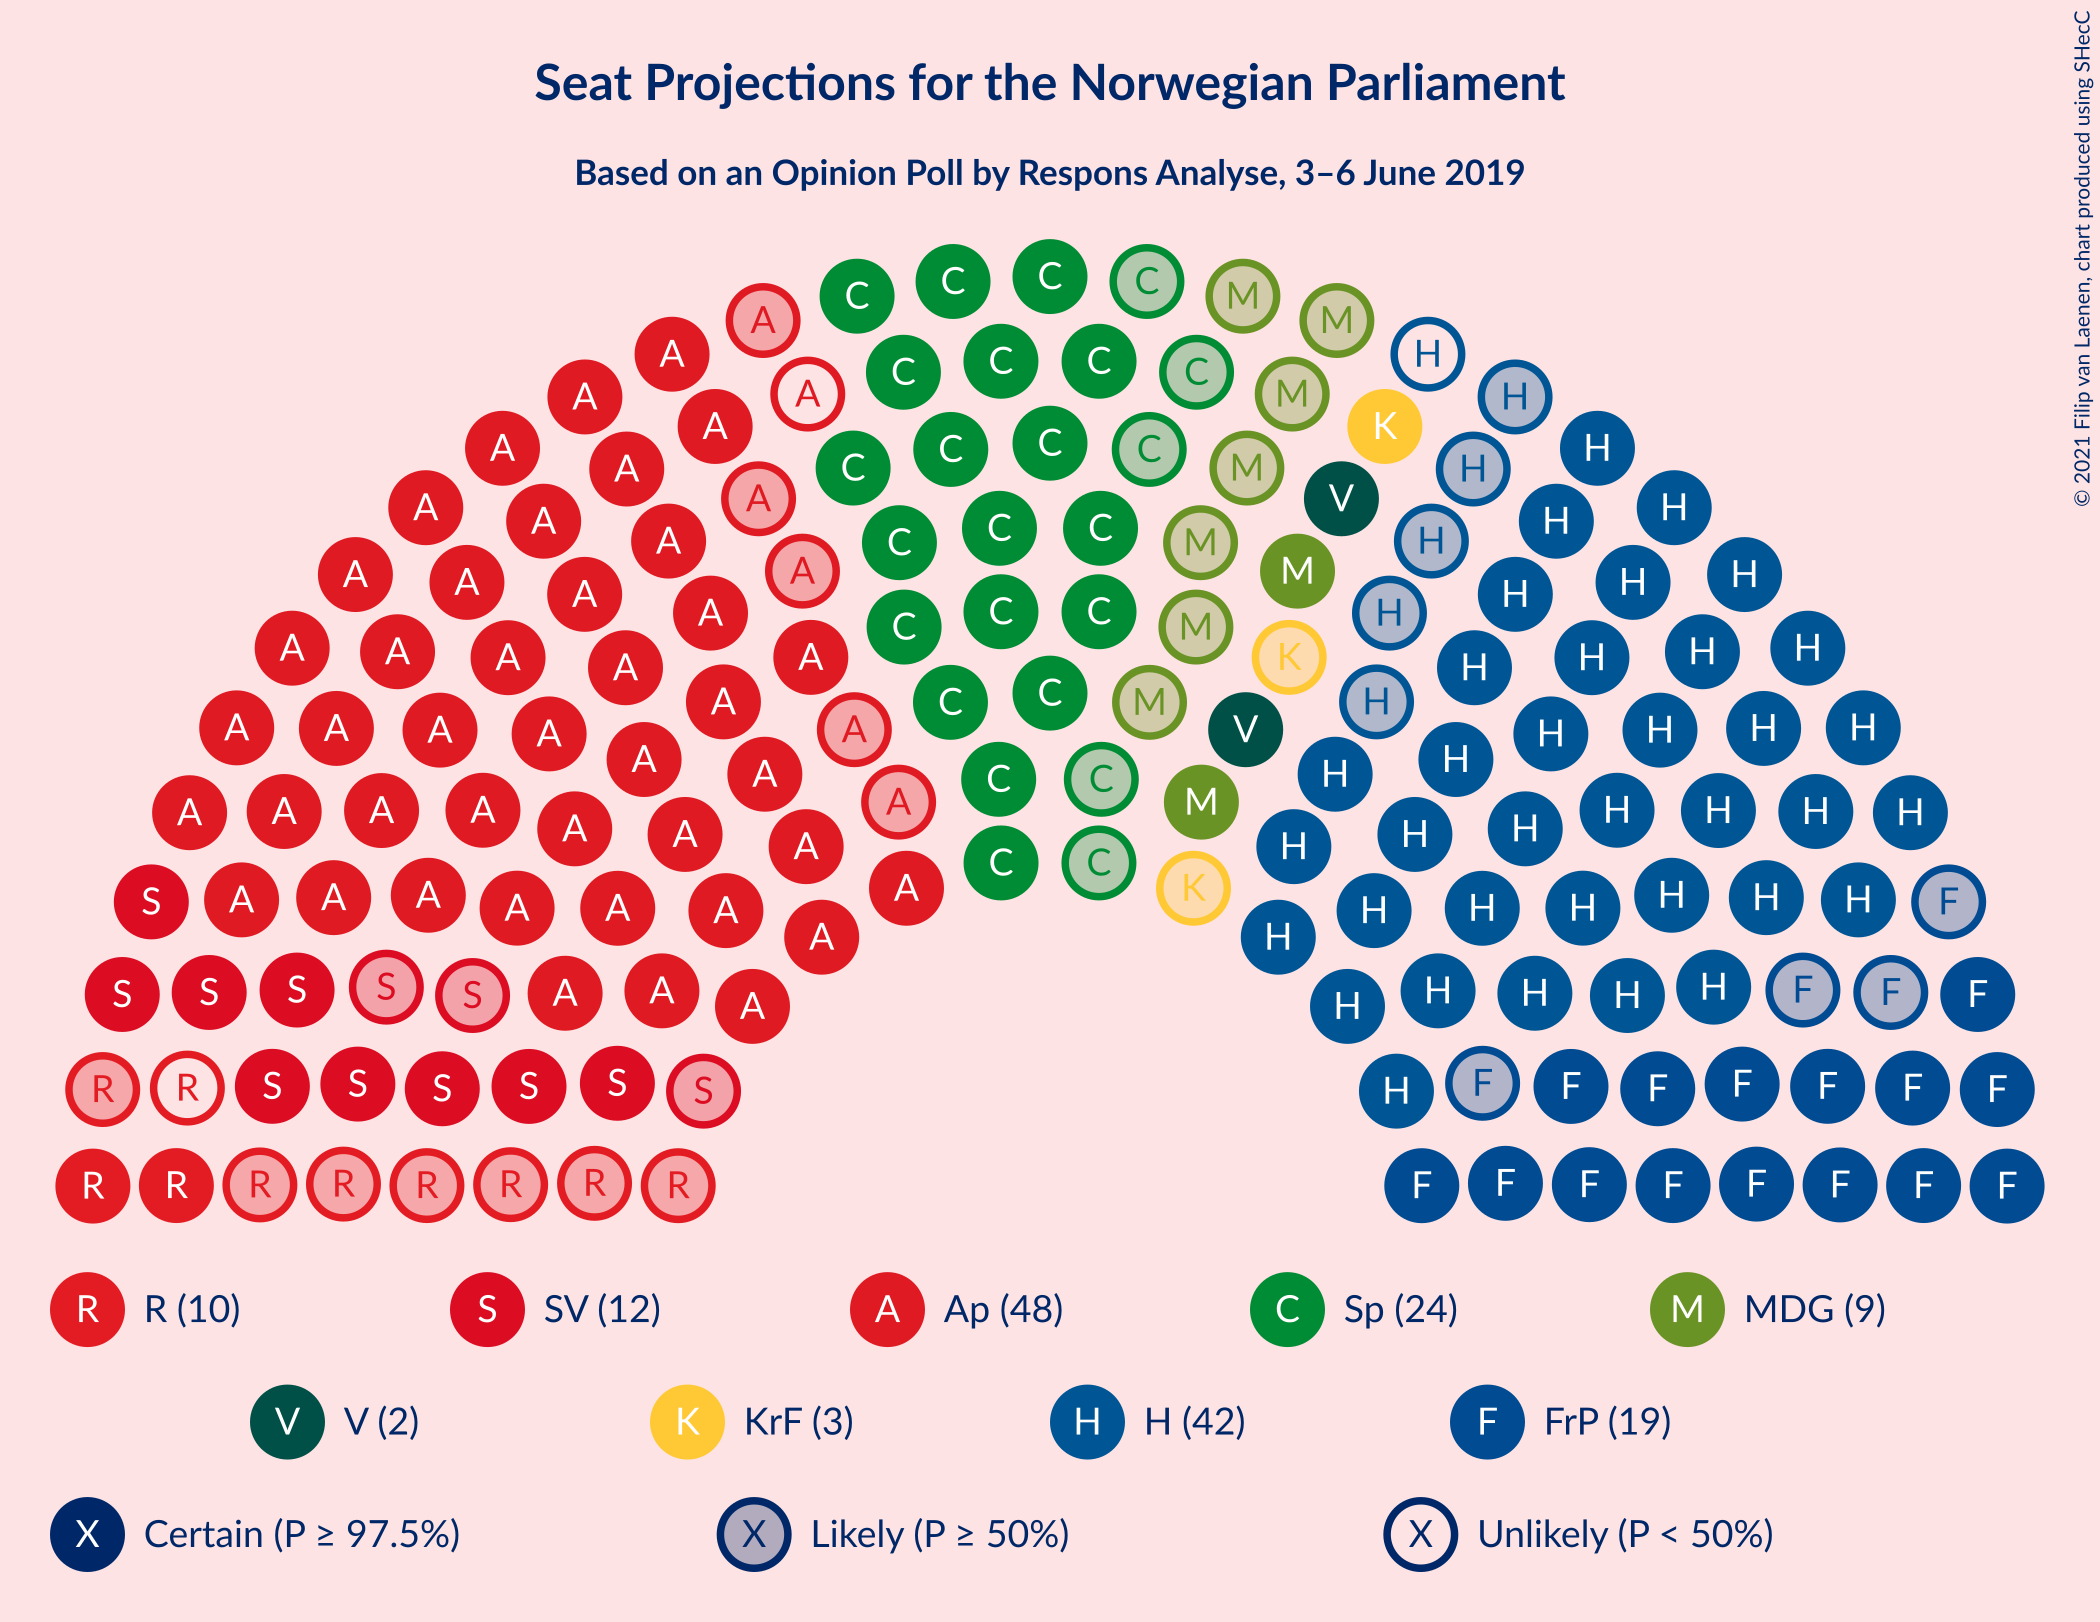 Seat Projections for the Norwegian Parliament
Based on an Opinion Poll by Respons Analyse, 3–6 June 2019
© 2021 Filip van Laenen, chart produced using SHecC
A C C C C M M
A C C C C H
A A M H
A A C C C K H
A C M H
A A A A C C C M V H H H
A A A A A C C C M M H H H H
A A A A A A C C M K H H H H H
A A A A A A A C C V H H H H H H
A A A A A A A A C C M H H H H H H H
S A A A A A A A A K H H H H H H H F
S S S S S A A A H H H H H F F F
R R S S S S S S H F F F F F F F
R R R R R R R R F F F F F F F F
R R (10) S SV (12) A Ap (48) C Sp (24) M MDG (9)
V V (2) K KrF (3) H H (42) F FrP (19)
X Certain (P ≥ 97.5%) X Likely (P ≥ 50%) X Unlikely (P < 50%)